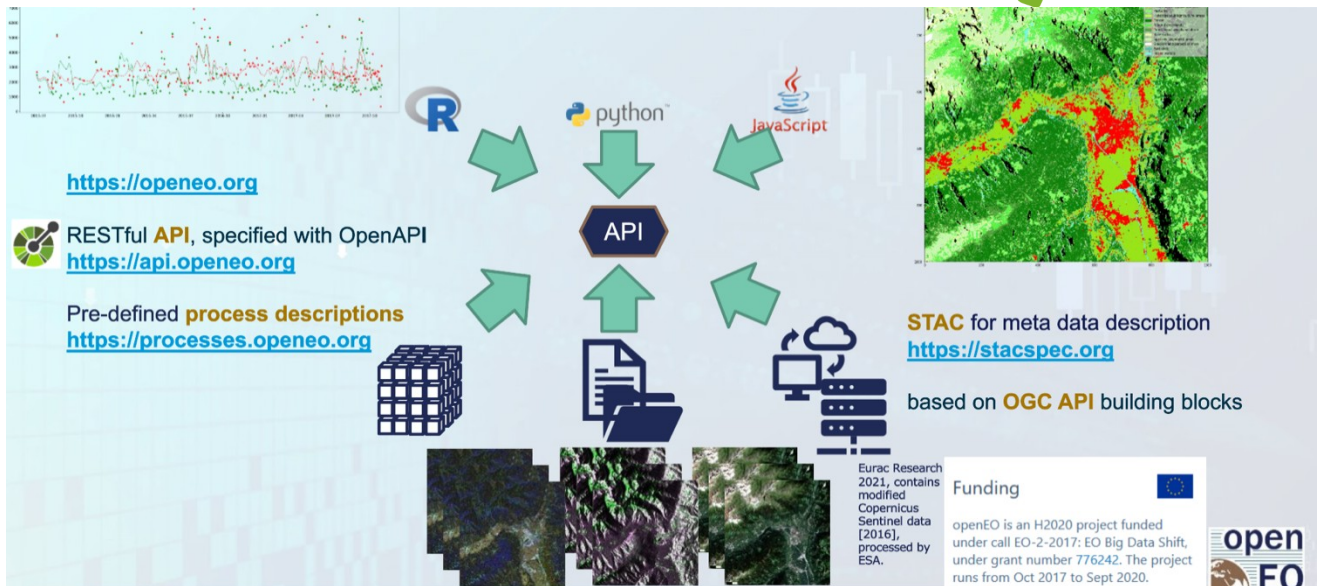 R
python™
JavaScript
https://openeo.org
RESTful API, specified with OpenAPI
https://api.openeo.org
API
Pre-defined process descriptions
https://processes.openeo.org
STAC for meta data description
https://stacspec.org
based on OGC API building blocks
Eurac Research
2021, contains
modified
Copernicus
Sentinel data
[2016],
processed by
ESA.
Funding
openEO is an H2020 project funded
under call EO-2-2017: EO Big Data Shift,
under grant number 776242. The project
runs from Oct 2017 to Sept 2020.
open
EO